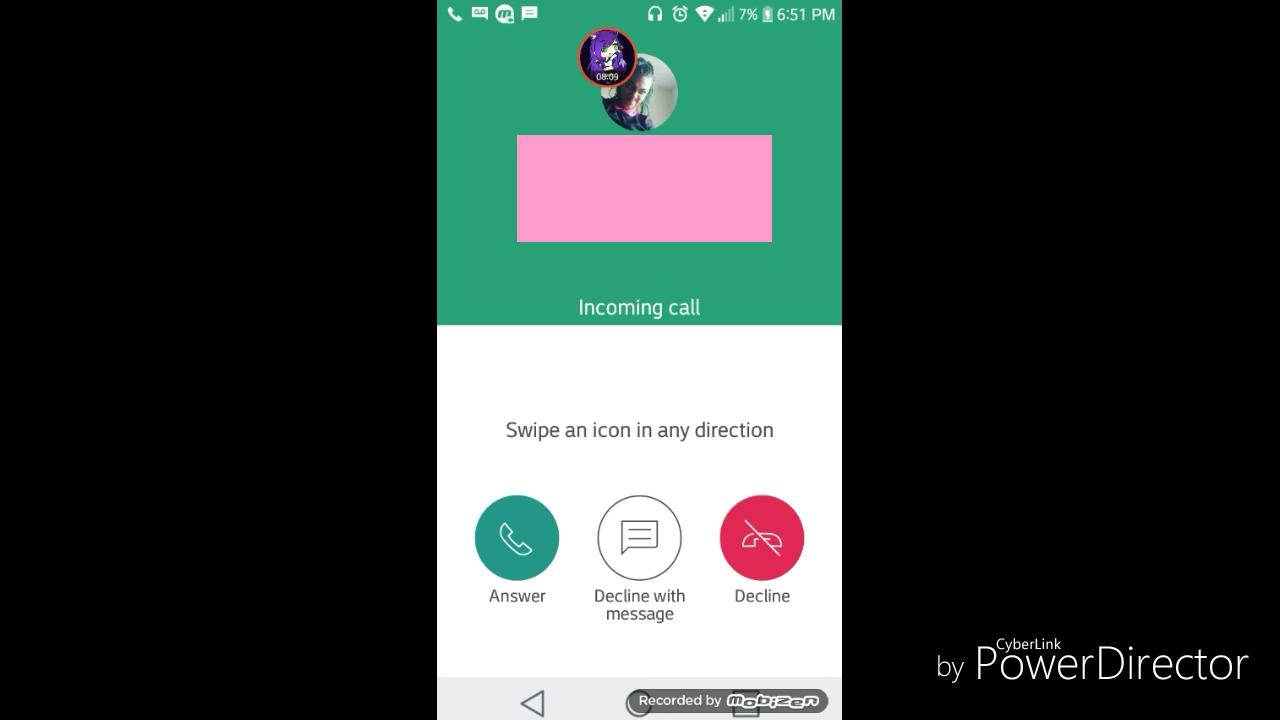 7% 6:51 PM
08:09
Incoming call
Swipe an icon in any direction
Answer
Decline with
message
Decline
CyberLink
by PowerDirector
Recorded by mobizen